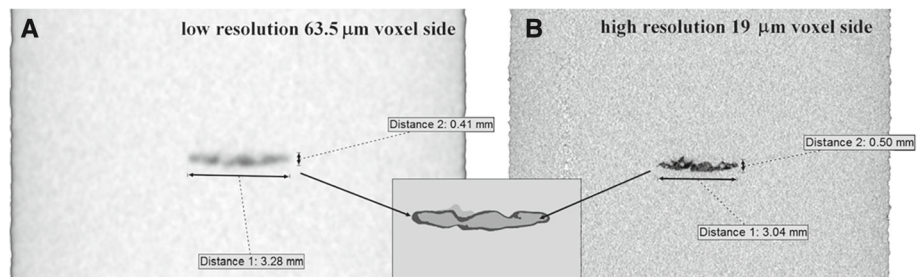 A
low resolution 63.5 μm voxel side
Distance 2: 0.41 mm
Distance 1: 3.28 mm
B
high resolution 19 μm voxel side
Distance 2: 0.50 mm
Distance 1: 3.04 mm